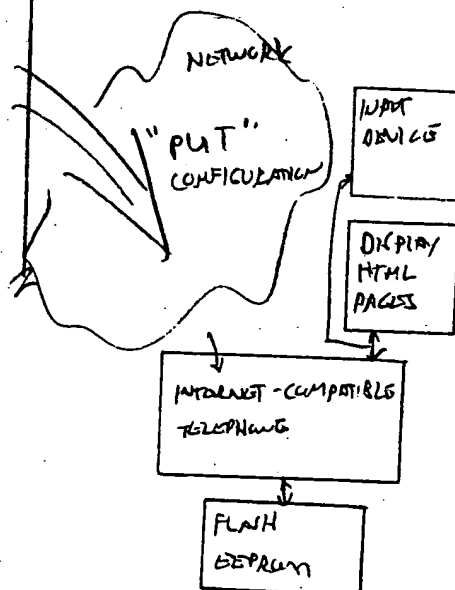 NETWORK
"PUT"
CONFIGURATION
INPUT
DEVICE
DISPLAY
HTML
PAGES
INTERNET-COMPATIBLE
TELEPHONE
FLASH
EEPROM